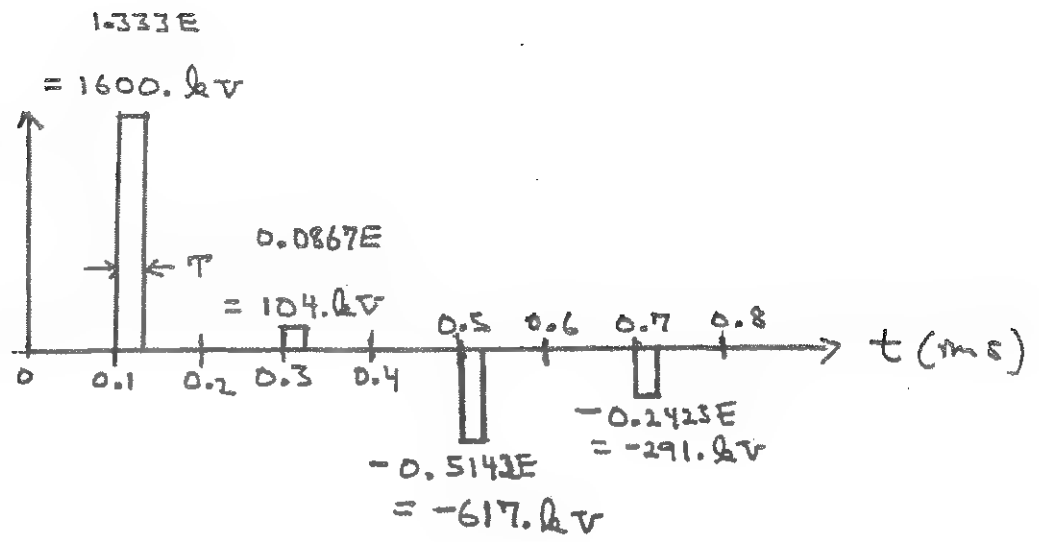 1.333E
= 1600. kV
0.0867E
T
= 104. kV
0.5 0.6 0.7 0.8
t (ms)
0 0.1 0.2 0.3 0.4
-0.2423E
= -291. kV
-0.5143E
= -617. kV